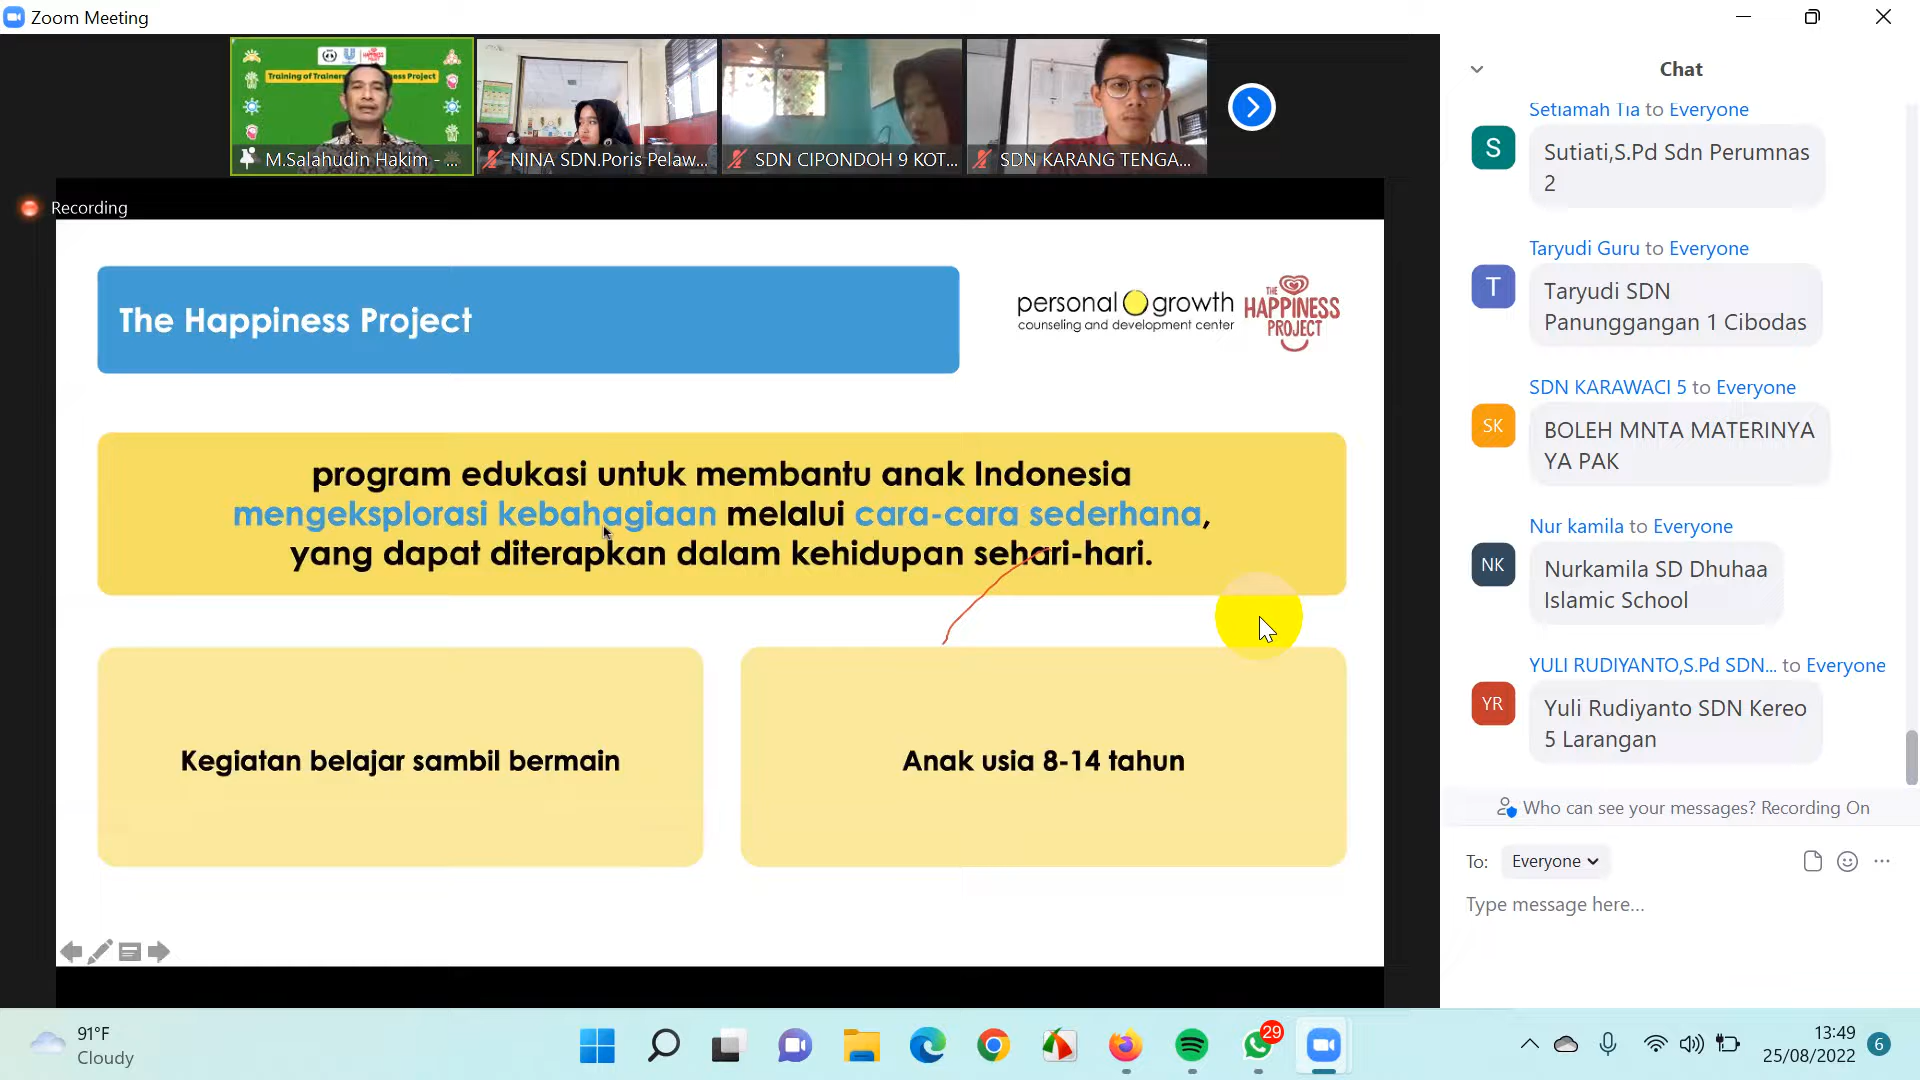 Zoom Meeting
Training of Trainers
M.Salahudin Hakim - ...
NINA SDN.Poris Pelaw...
SDN CIPONDOH 9 KOT...
SDN KARANG TENGA...
Recording
The Happiness Project
personal growth
counseling and development center
THE
HAPPINESS
PROJECT
program edukasi untuk membantu anak Indonesia
mengeksplorasi kebahagiaan melalui cara-cara sederhana,
yang dapat diterapkan dalam kehidupan sehari-hari.
Kegiatan belajar sambil bermain
Anak usia 8-14 tahun
Chat
Setiamah Tia to Everyone
S
Sutiati,S.Pd Sdn Perumnas
2
Taryudi Guru to Everyone
T
Taryudi SDN
Panunggangan 1 Cibodas
SDN KARAWACI 5 to Everyone
SK
BOLEH MNTA MATERINYA
YA PAK
Nur kamila to Everyone
NK
Nurkamila SD Dhuhaa
Islamic School
YULI RUDIYANTO,S.Pd SDN... to Everyone
YR
Yuli Rudiyanto SDN Kereo
5 Larangan
Who can see your messages? Recording On
To: Everyone
Type message here...
91°F
Cloudy
29
13:49
25/08/2022
6